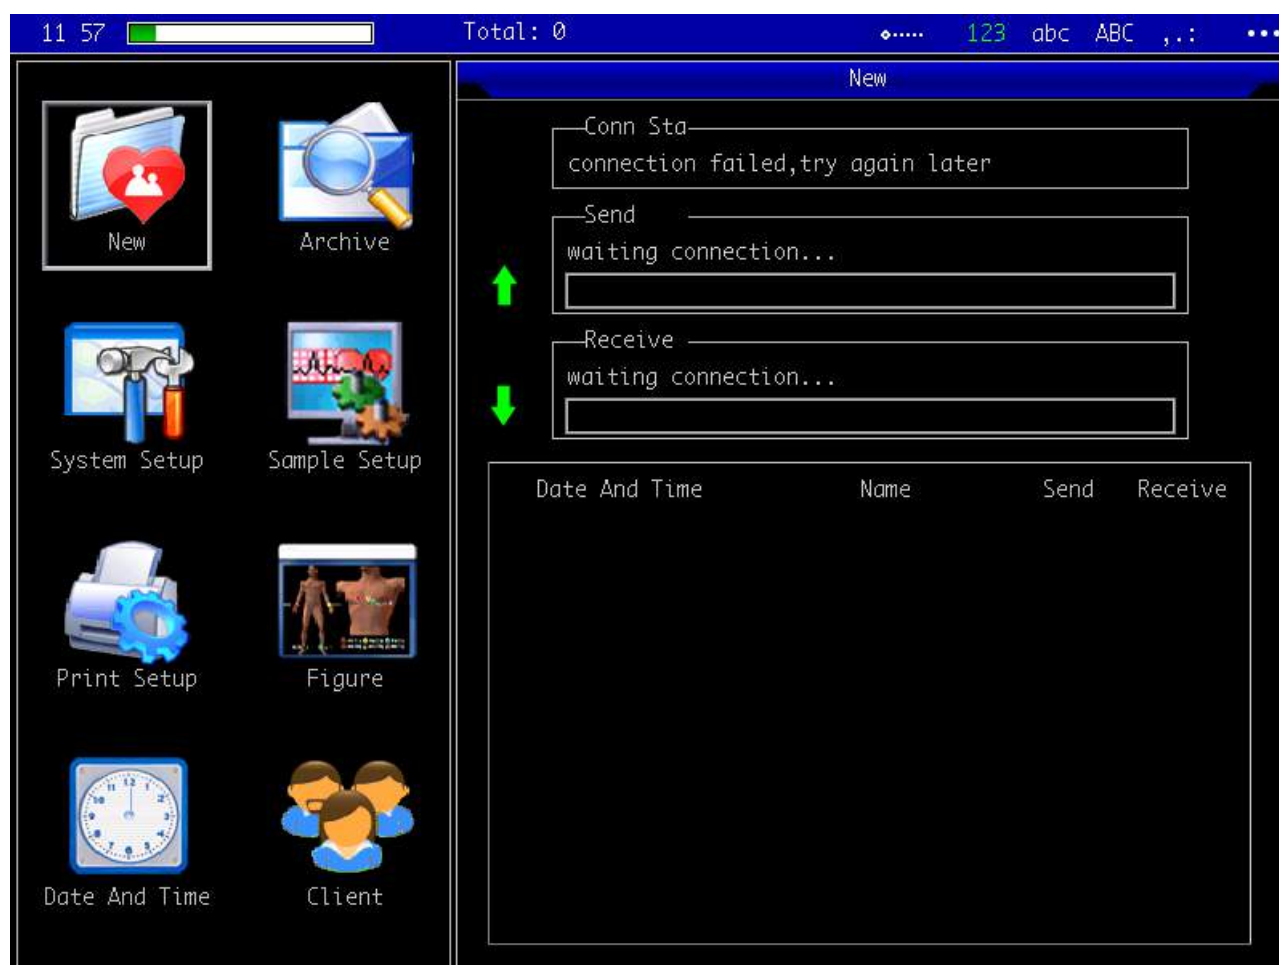 11 57 Total: 0 123 abc ABC ,.:
New
Conn Sta
connection failed,try again later
Send
waiting connection...
Receive
waiting connection...
Date And Time Name Send Receive
New Archive
System Setup Sample Setup
Print Setup Figure
Date And Time Client